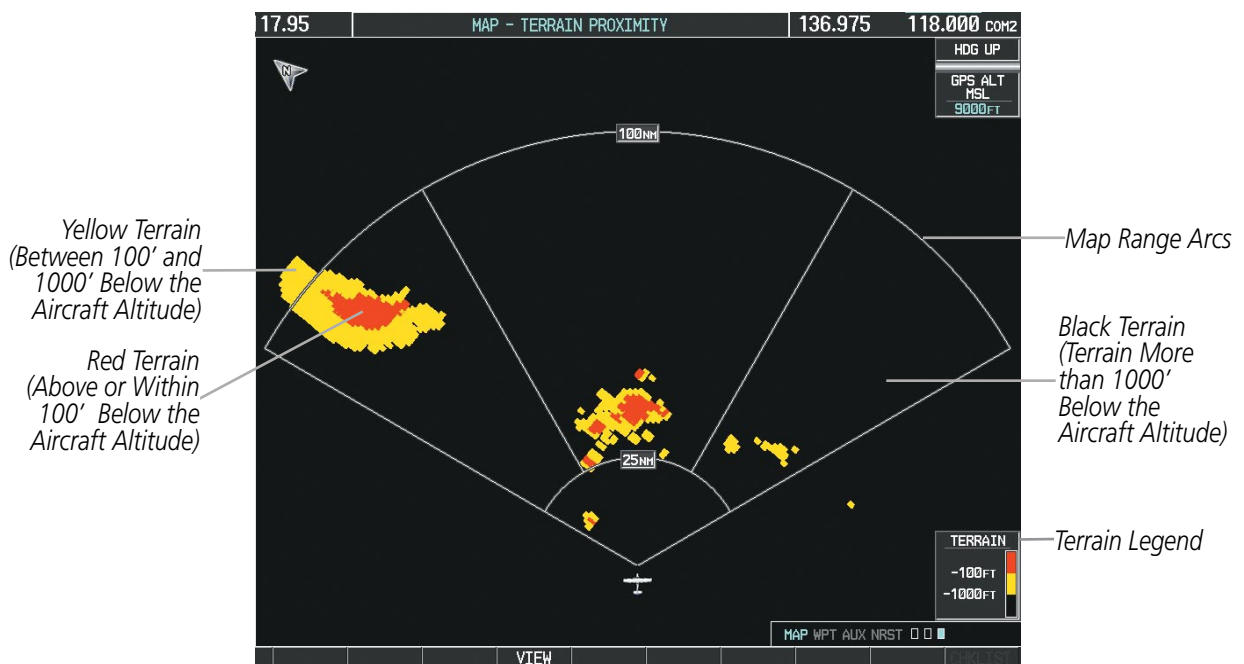 17.95
MAP – TERRAIN PROXIMITY
136.975
118.000 COM2
HDG UP
N
GPS ALT
MSL
9000FT
100NM
Yellow Terrain
(Between 100’ and
1000’ Below the
Aircraft Altitude)
Map Range Arcs
Red Terrain
(Above or Within
100’ Below the
Aircraft Altitude)
Black Terrain
(Terrain More
than 1000’
Below the
Aircraft Altitude)
25NM
TERRAIN
-100FT
-1000FT
Terrain Legend
MAP WPT AUX NRST
VIEW
CHKLIST